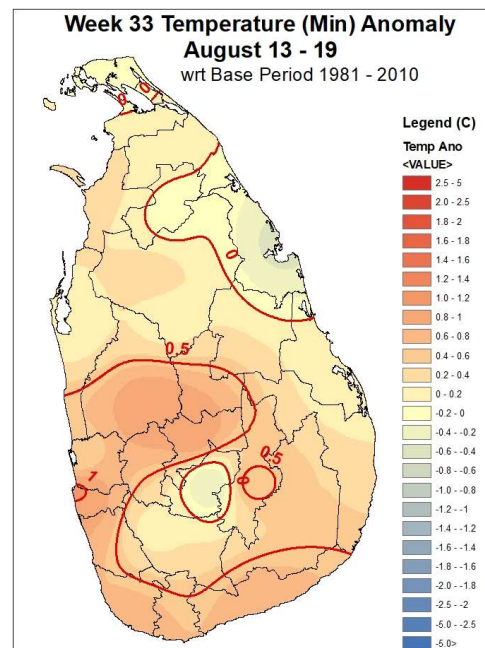 Week 33 Temperature (Min) Anomaly
August 13 - 19
wrt Base Period 1981 - 2010
Legend (C)
Temp Ano
<VALUE>
2.5 - 5
2.0 - 2.5
1.8 - 2
1.6 - 1.8
1.4 - 1.6
1.2 - 1.4
1.0 - 1.2
0.8 - 1
0.6 - 0.8
0.4 - 0.6
0.2 - 0.4
0 - 0.2
-0.2 - 0
-0.4 - -0.2
-0.6 - -0.4
-0.8 - -0.6
-1.0 - -0.8
-1.2 - -1
-1.4 - -1.2
-1.6 - -1.4
-1.8 - -1.6
-2.0 - -1.8
-2.5 - -2
-5.0 - -2.5
-5.0>
0
0
0.5
0.5
0
1